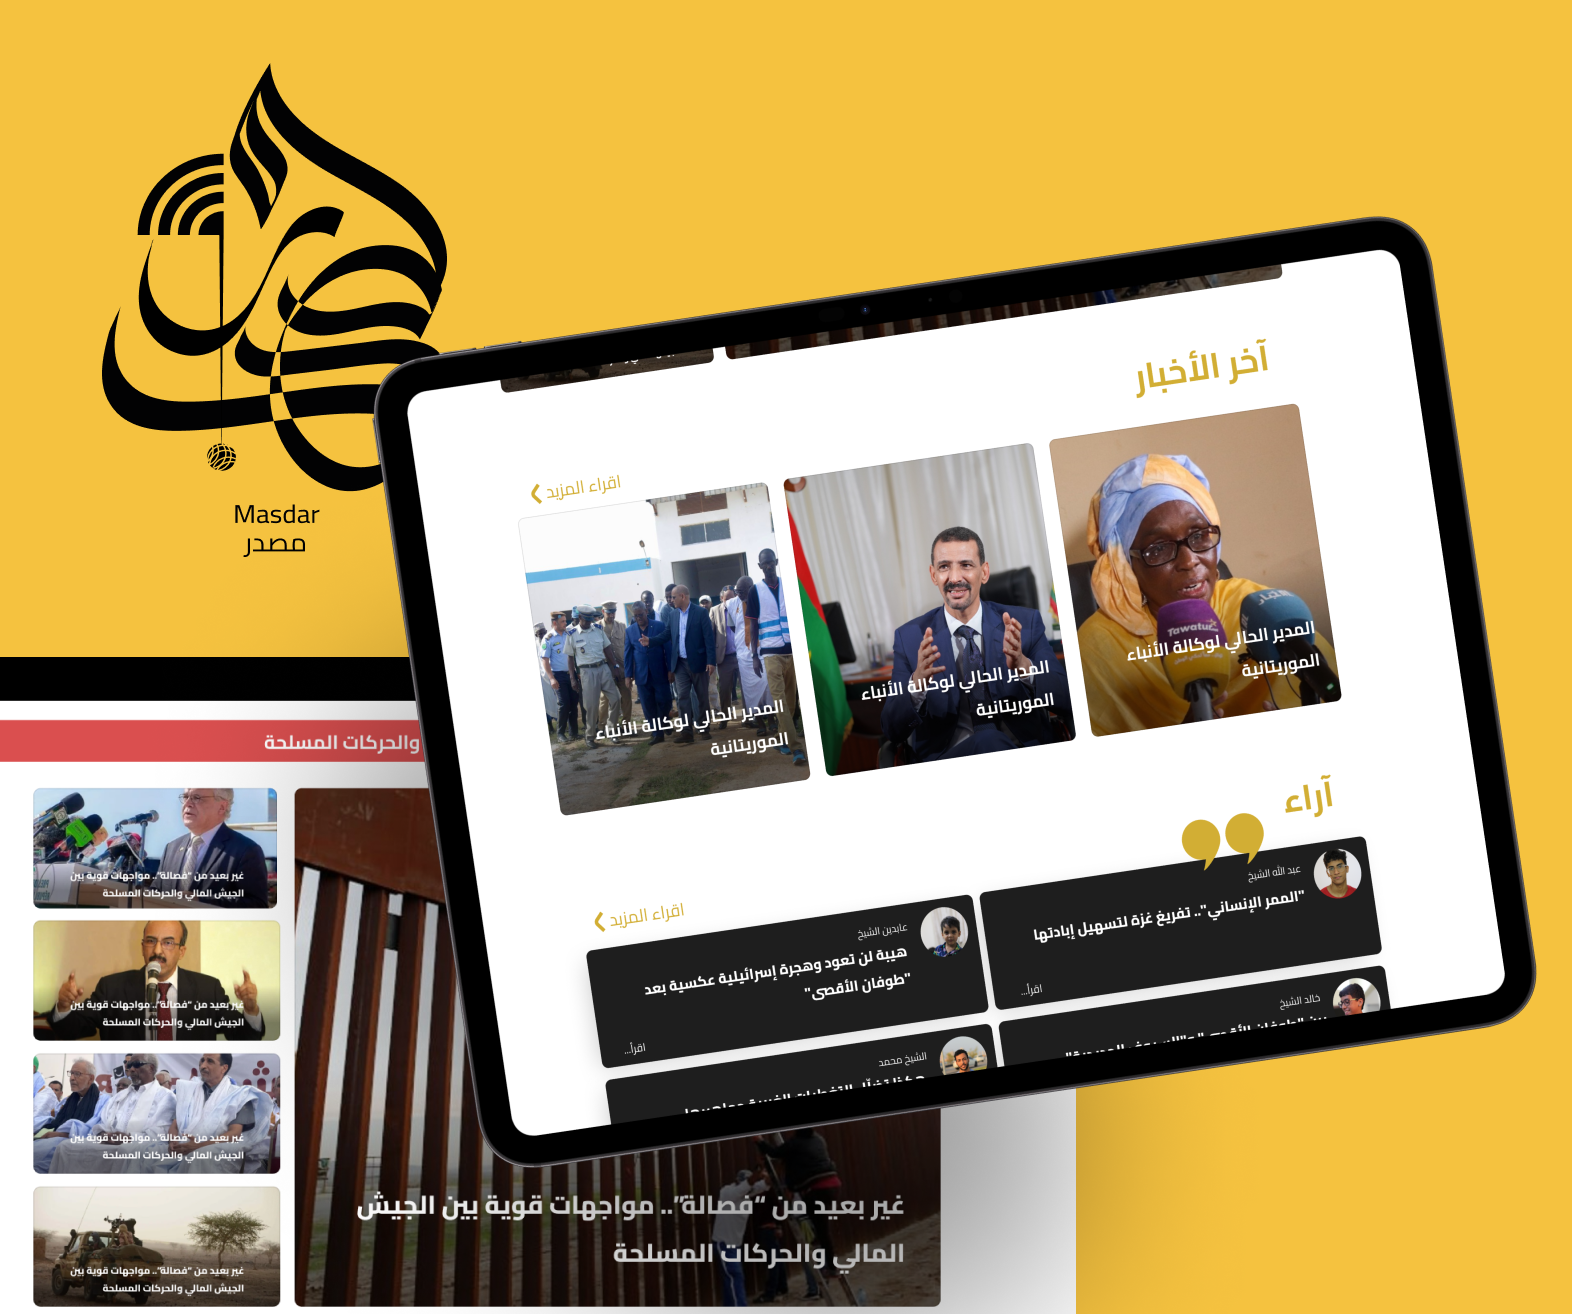 Masdar
مصدر
آخر الأخبار
اقراء المزيد
المدير الحالي لوكالة الأنباء
الموريتانية
Tawatur
المدير الحالي لوكالة الأنباء
الموريتانية
المدير الحالي لوكالة الأنباء
الموريتانية
آراء
اقراء المزيد
عبد الله الشيخ
"الممر الإنساني".. تفريغ غزة لتسهيل إبادتها
اقرأ...
عابدين الشيخ
هيبة لن تعود وهجرة إسرائيلية عكسية بعد
"طوفان الأقصى"
اقرأ...
خالد الشيخ
الشيخ محمد
والحركات المسلحة
غير بعيد من “فصالة”.. مواجهات قوية بين الجيش
المالي والحركات المسلحة
غير بعيد من “فصالة”.. مواجهات قوية بين
الجيش المالي والحركات المسلحة
غير بعيد من “فصالة”.. مواجهات قوية بين
الجيش المالي والحركات المسلحة
غير بعيد من “فصالة”.. مواجهات قوية بين
الجيش المالي والحركات المسلحة
غير بعيد من “فصالة”.. مواجهات قوية بين
الجيش المالي والحركات المسلحة